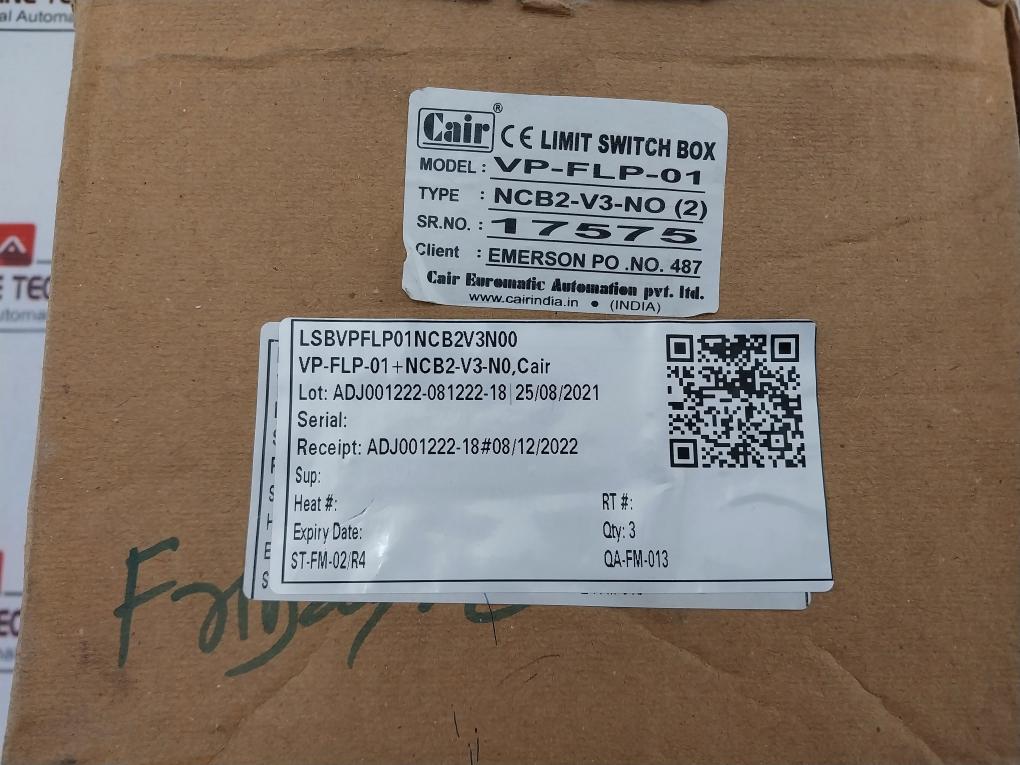 Cair ® CE LIMIT SWITCH BOX
MODEL : VP-FLP-01
TYPE : NCB2-V3-NO (2)
SR.NO. : 17575
Client : EMERSON PO .NO. 487
Cair Euromatic Automation pvt. ltd.
www.cairindia.in • (INDIA)
LSBVPFLP01NCB2V3N00
VP-FLP-01+NCB2-V3-N0,Cair
Lot: ADJ001222-081222-18|25/08/2021
Serial:
Receipt: ADJ001222-18#08/12/2022
Sup:
Heat #: RT #:
Expiry Date: Qty: 3
ST-FM-02/R4 QA-FM-013